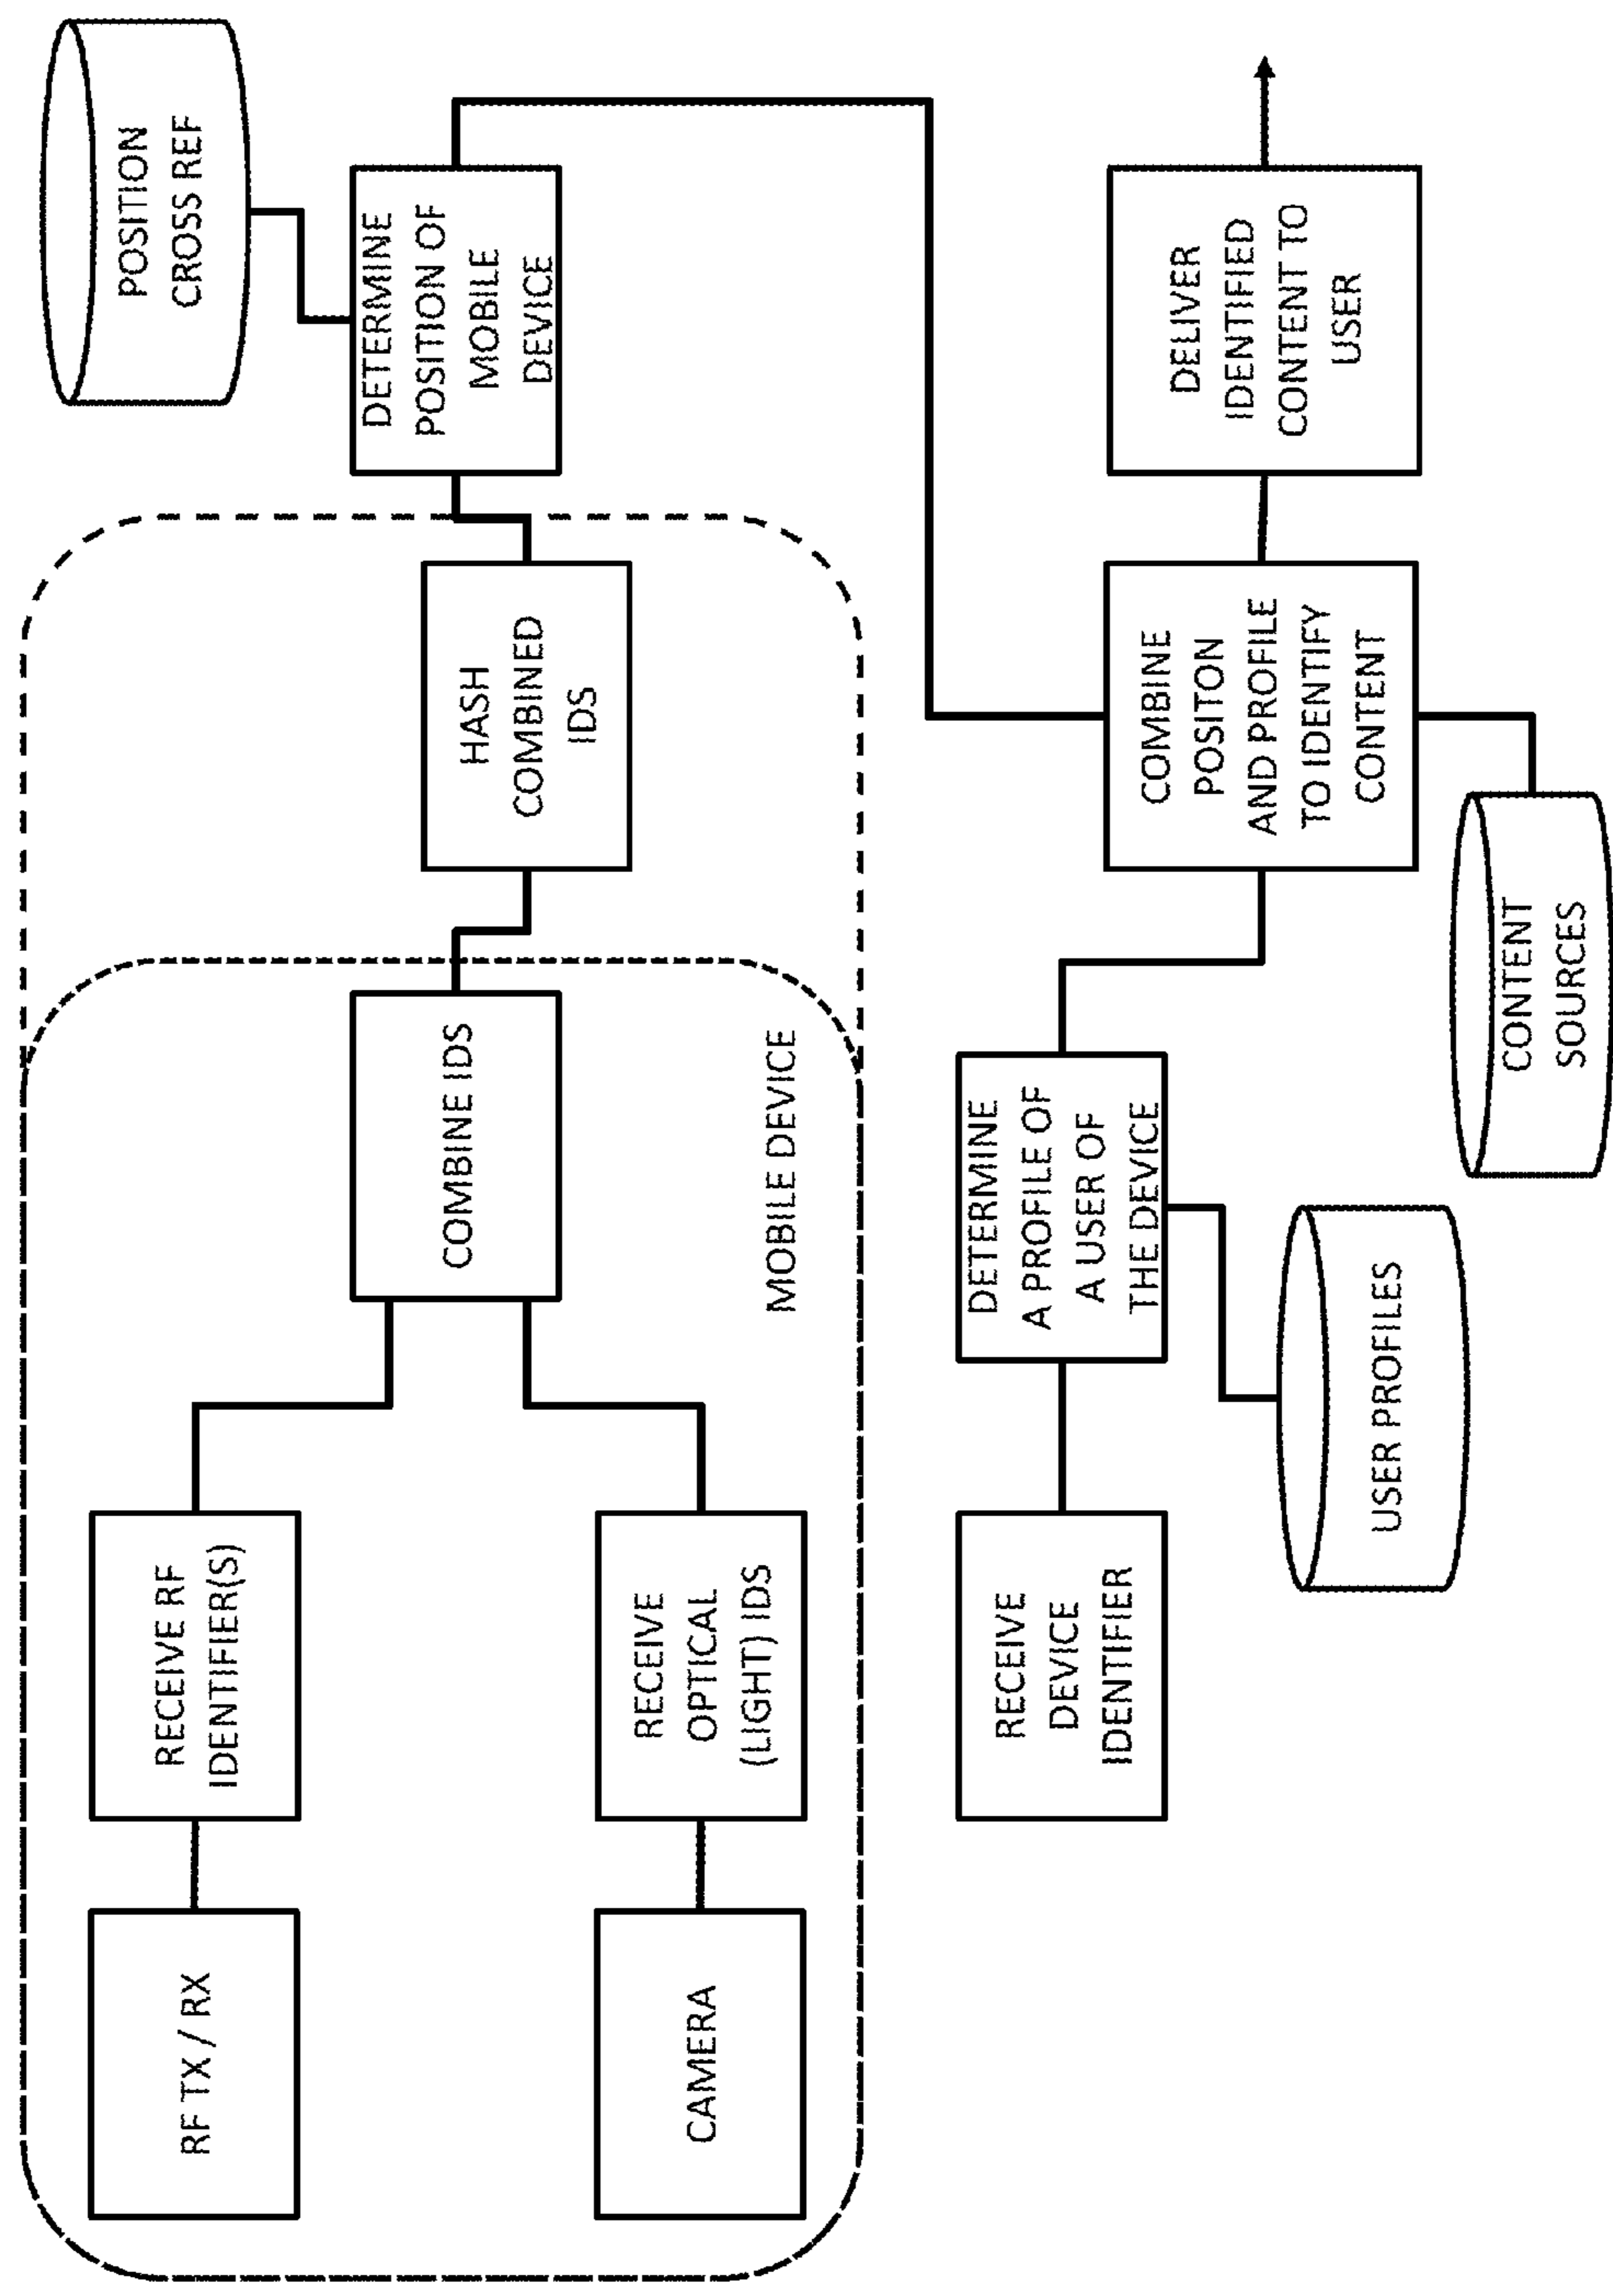 RF TX / RX
RECEIVE RF
IDENTIFIER(S)
CAMERA
RECEIVE
OPTICAL
(LIGHT) IDS
COMBINE IDS
MOBILE DEVICE
HASH
COMBINED
IDS
DETERMINE
POSITION OF
MOBILE
DEVICE
POSITION
CROSS REF
RECEIVE
DEVICE
IDENTIFIER
DETERMINE
A PROFILE OF
A USER OF
THE DEVICE
USER PROFILES
COMBINE
POSITON
AND PROFILE
TO IDENTIFY
CONTENT
CONTENT
SOURCES
DELIVER
IDENTIFIED
CONTENT TO
USER